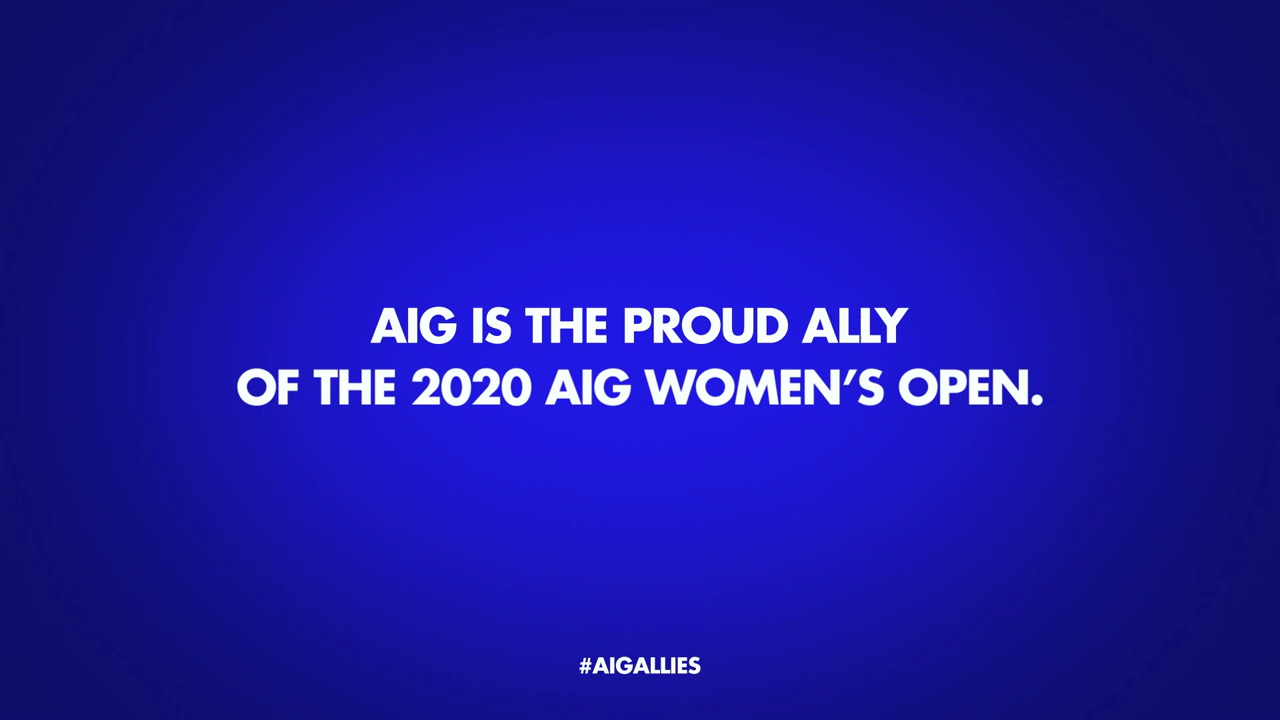 AIG IS THE PROUD ALLY
OF THE 2020 AIG WOMEN’S OPEN.
#AIGALLIES